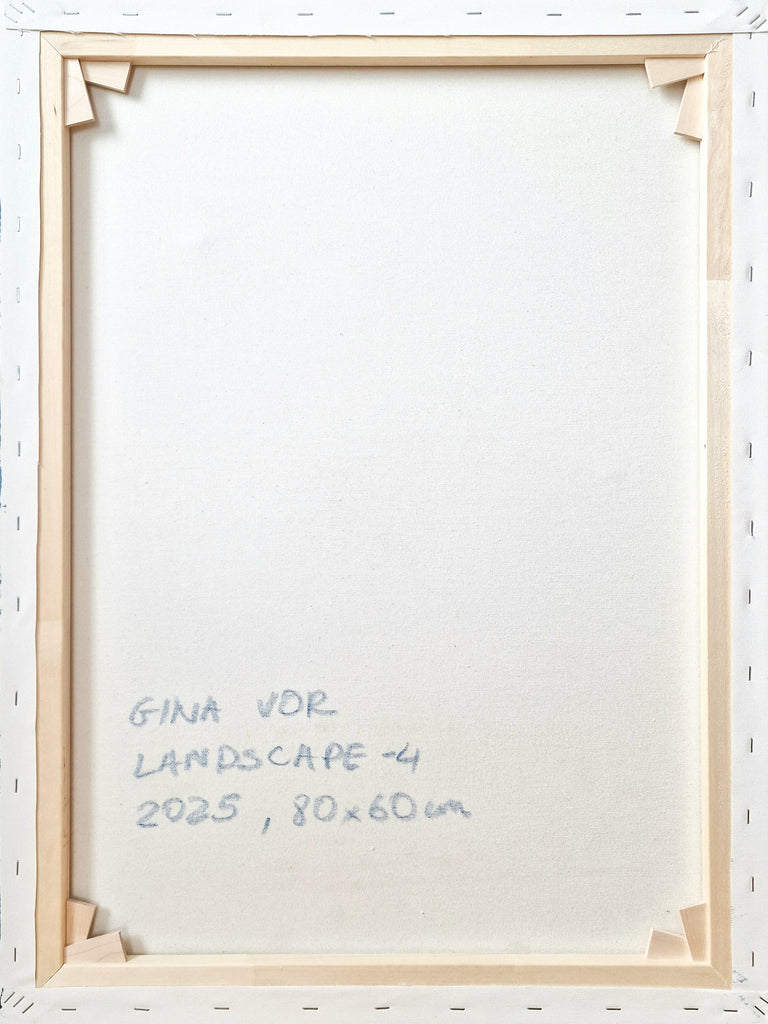 GINA VOR
LANDSCAPE -4
2025, 80x60cm